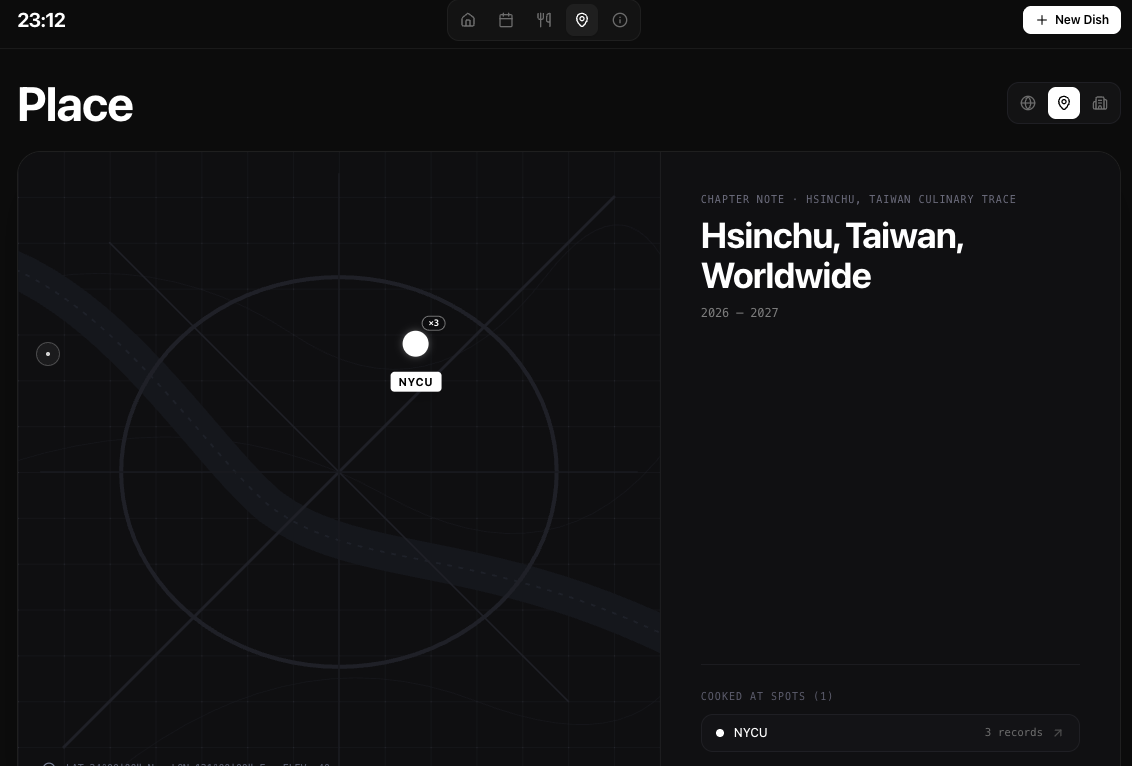 23:12
New Dish
Place
×3
NYCU
CHAPTER NOTE · HSINCHU, TAIWAN CULINARY TRACE
Hsinchu, Taiwan,
Worldwide
2026 — 2027
COOKED AT SPOTS (1)
NYCU
3 records